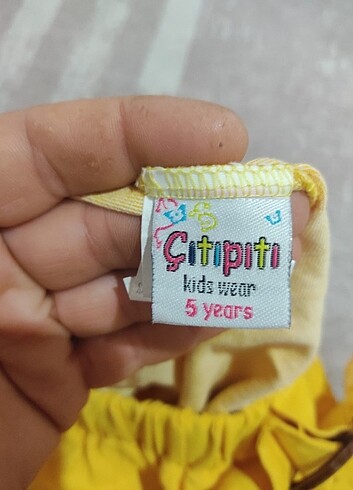 Çıtıpıtı
kids wear
5 years